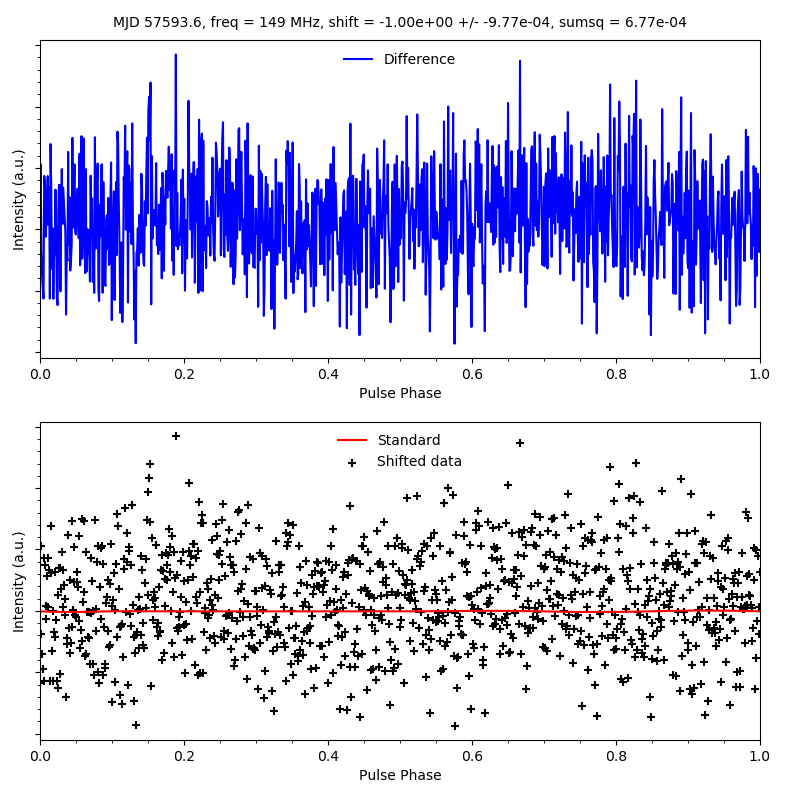 MJD 57593.6, freq = 149 MHz, shift = -1.00e+00 +/- -9.77e-04, sumsq = 6.77e-04
Difference
Intensity (a.u.)
0.0 0.2 0.4 0.6 0.8 1.0
Pulse Phase
Standard
Shifted data
Intensity (a.u.)
0.0 0.2 0.4 0.6 0.8 1.0
Pulse Phase